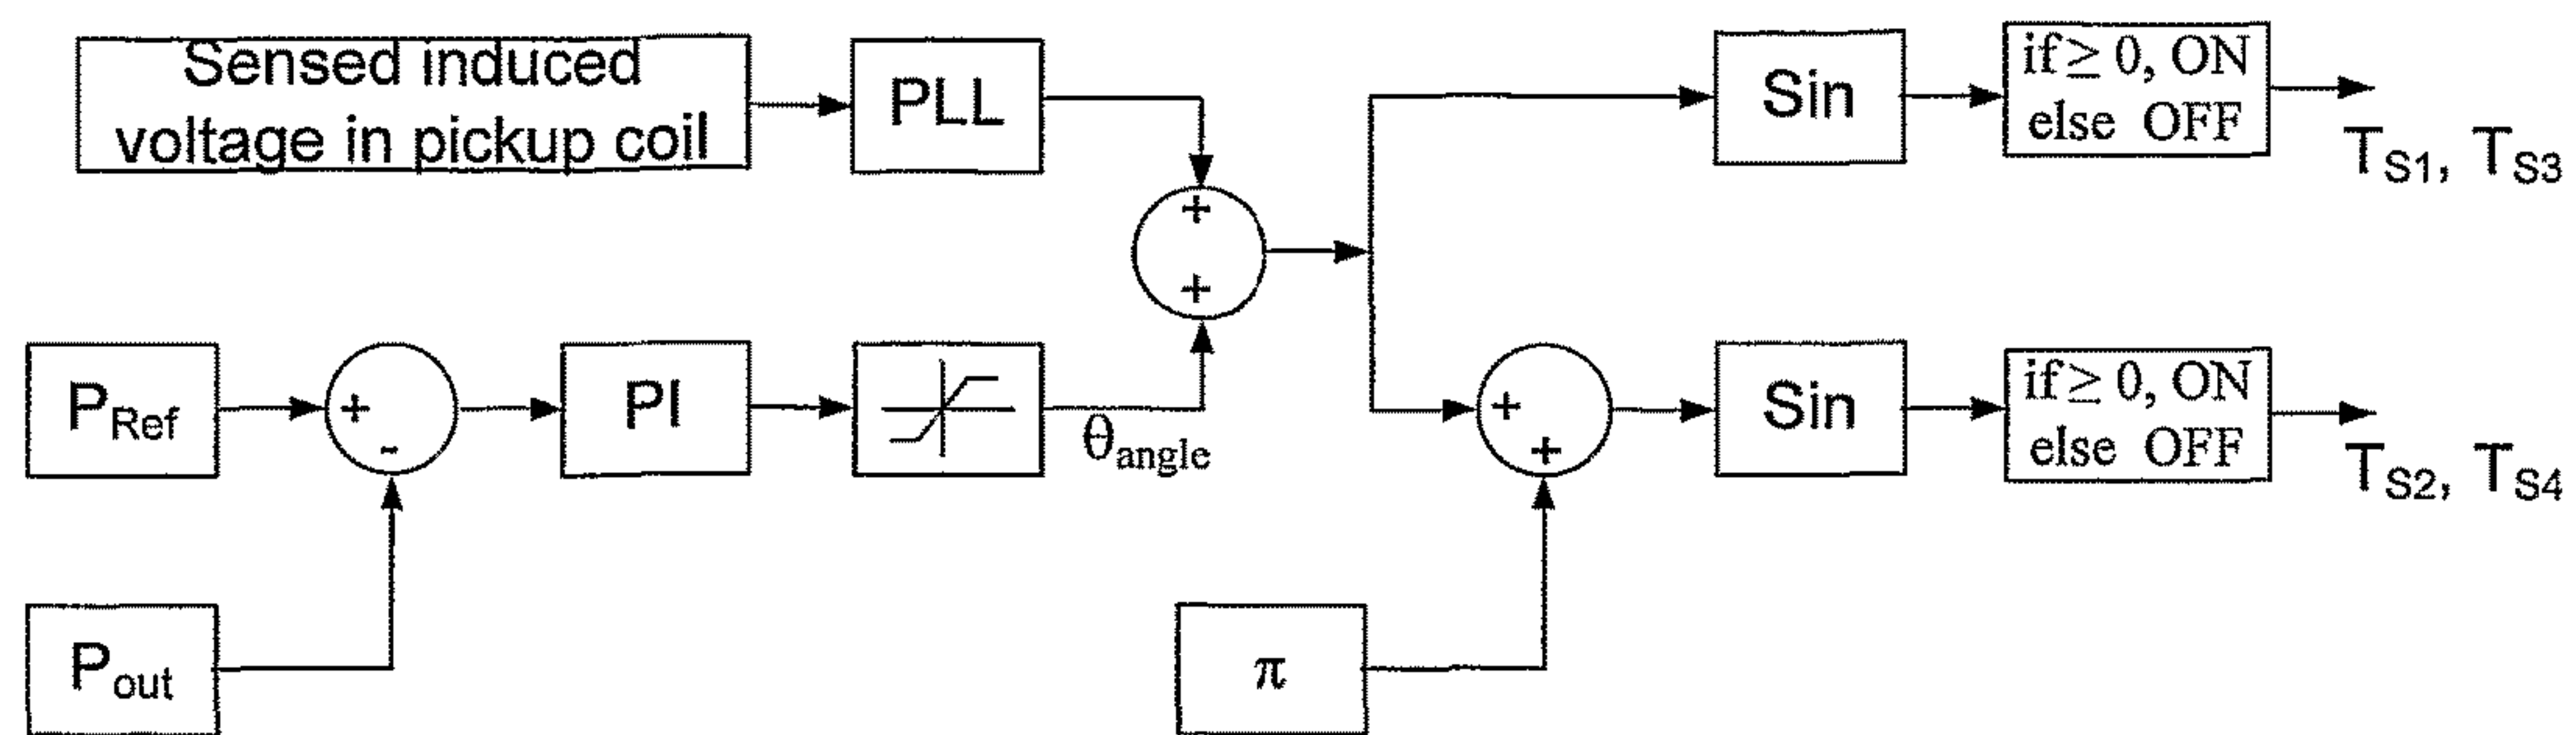 Sensed induced
voltage in pickup coil
PLL
+
+
Sin
if ≥ 0, ON
else OFF
T_S1, T_S3
P_Ref
+
-
PI
θ_angle
+
+
Sin
if ≥ 0, ON
else OFF
T_S2, T_S4
P_out
π